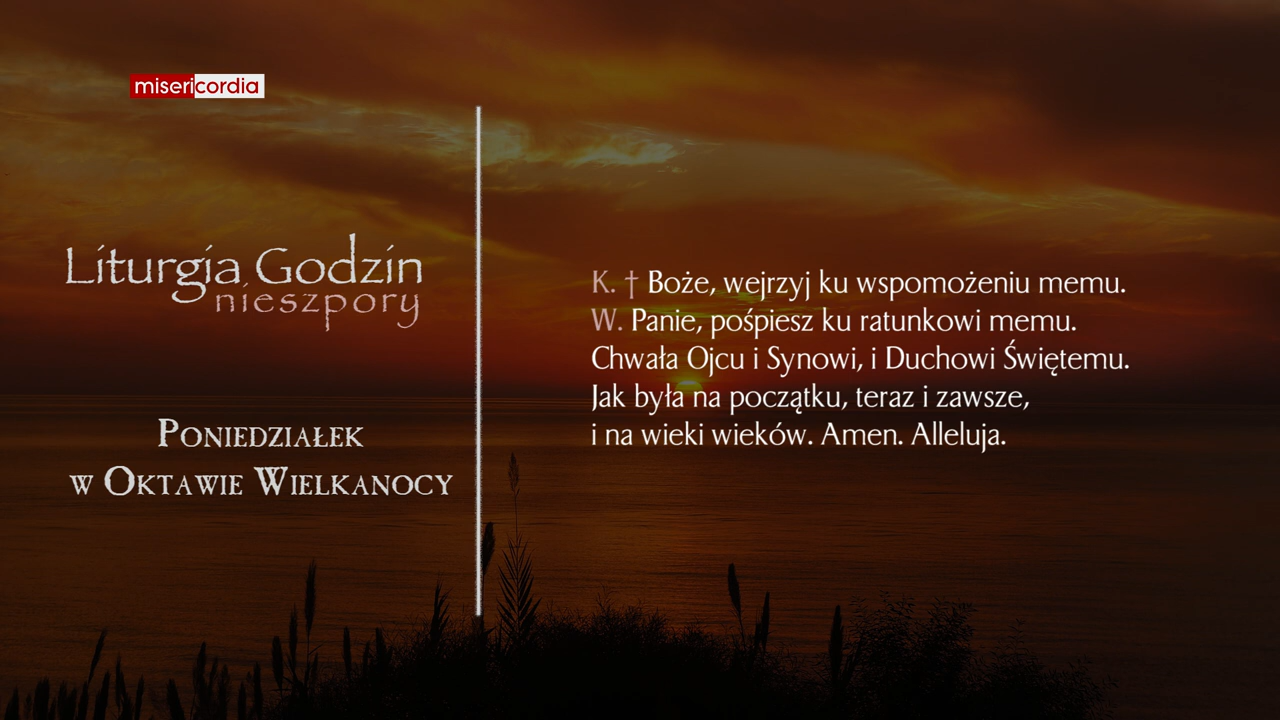 misericordia
Liturgia Godzin
nieszpory
Poniedziałek
w Oktawie Wielkanocy
K. † Boże, wejrzyj ku wspomożeniu memu.
W. Panie, pośpiesz ku ratunkowi memu.
Chwała Ojcu i Synowi, i Duchowi Świętemu.
Jak była na początku, teraz i zawsze,
i na wieki wieków. Amen. Alleluja.